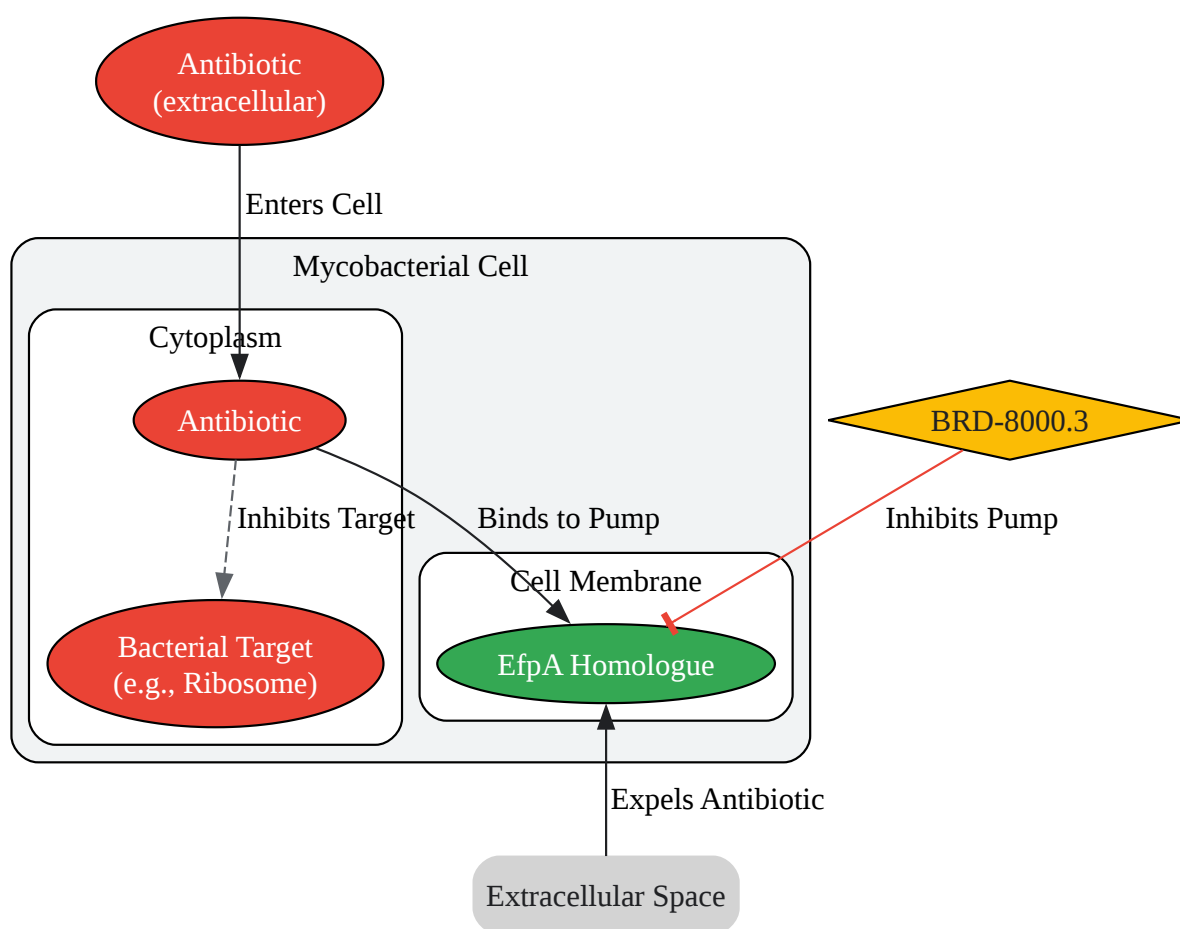 Antibiotic
(extracellular)
Enters Cell
Mycobacterial Cell
Cytoplasm
Antibiotic
BRD-8000.3
Inhibits Target
Binds to Pump
Inhibits Pump
Cell Membrane
Bacterial Target
(e.g., Ribosome)
EfpA Homologue
Expels Antibiotic
Extracellular Space